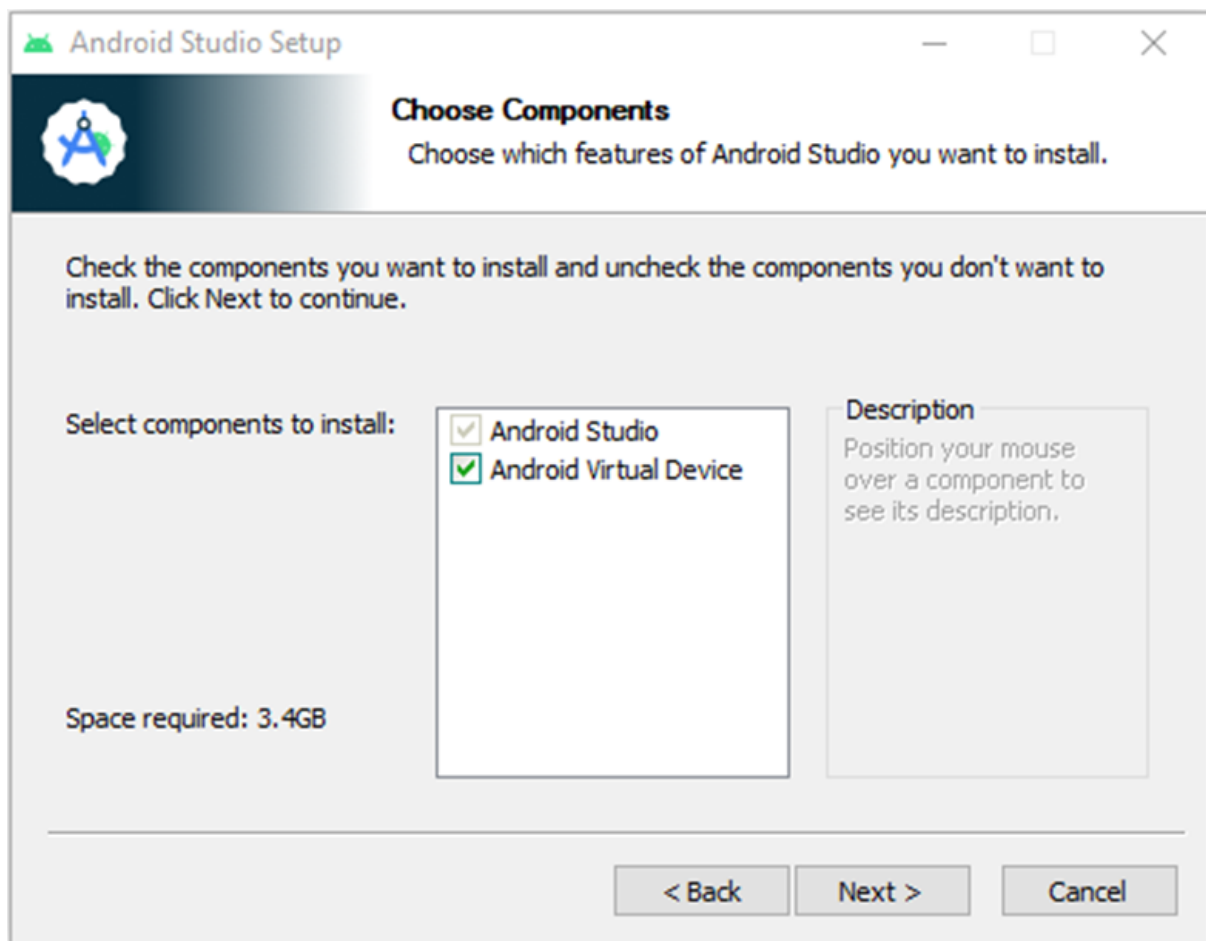 Android Studio Setup
Choose Components
Choose which features of Android Studio you want to install.
Check the components you want to install and uncheck the components you don't want to
install. Click Next to continue.
Select components to install:
Android Studio
Android Virtual Device
Description
Position your mouse
over a component to
see its description.
Space required: 3.4GB
< Back
Next >
Cancel